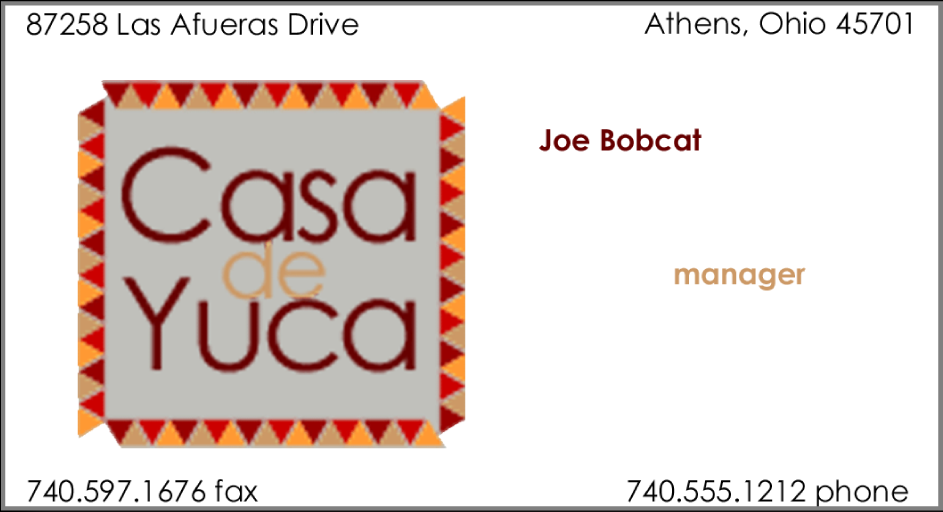 87258 Las Afueras Drive
Athens, Ohio 45701
Casa
de
Yuca
Joe Bobcat
manager
740.597.1676 fax
740.555.1212 phone